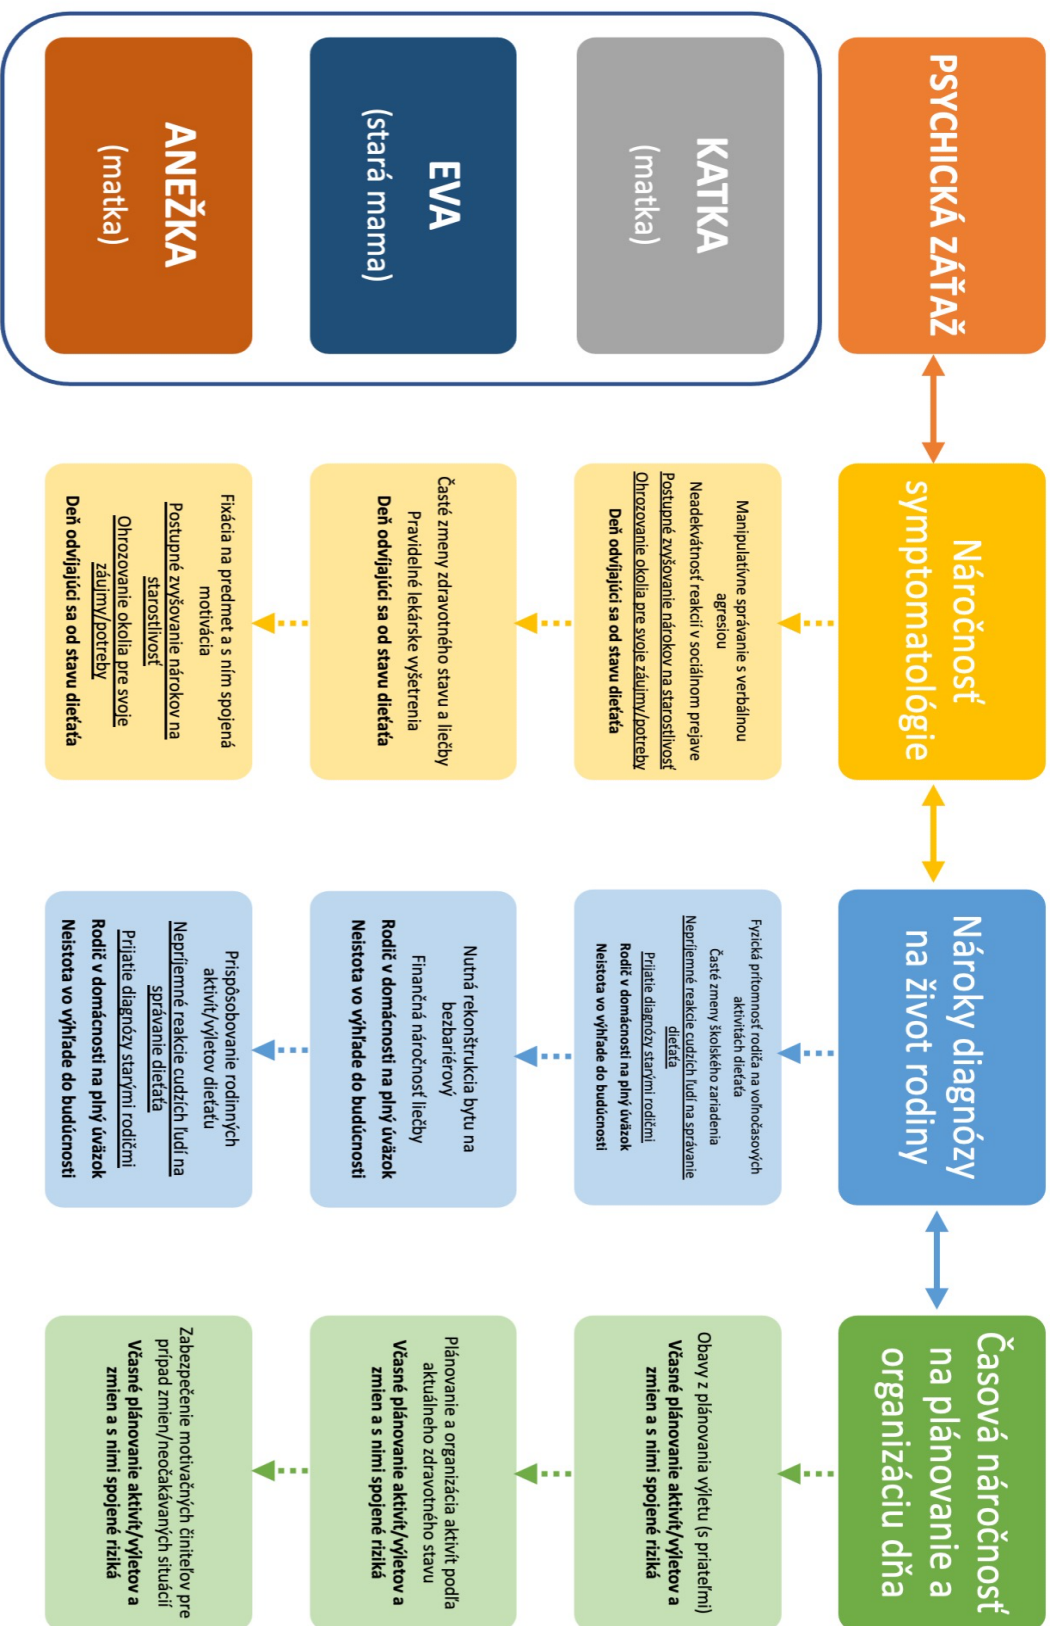 PSYCHICKÁ ZÁŤAŽ
Náročnosť
symptomatológie
Nároky diagnózy
na život rodiny
Časová náročnosť
na plánovanie a
organizáciu dňa
KATKA
(matka)
Manipulatívne správanie s verbálnou
agresiou
Neadekvátnosť reakcií v sociálnom prejave
Postupné zvyšovanie nárokov na starostlivosť
Ohrozovanie okolia pre svoje záujmy/potreby
Deň odvíjajúci sa od stavu dieťaťa
Fyzická prítomnosť rodiča na voľnočasových
aktivitách dieťaťa
Časté zmeny školského zariadenia
Nepríjemné reakcie cudzích ľudí na správanie
dieťaťa
Prijatie diagnózy starými rodičmi
Rodič v domácnosti na plný úväzok
Neistota vo výhľade do budúcnosti
Obavy z plánovania výletu (s priateľmi)
Včasné plánovanie aktivít/výletov a
zmien a s nimi spojené riziká
EVA
(stará mama)
Časté zmeny zdravotného stavu a liečby
Pravidelné lekárske vyšetrenia
Deň odvíjajúci sa od stavu dieťaťa
Nutná rekonštrukcia bytu na
bezbariérový
Finančná náročnosť liečby
Rodič v domácnosti na plný úväzok
Neistota vo výhľade do budúcnosti
Plánovanie a organizácia aktivít podľa
aktuálneho zdravotného stavu
Včasné plánovanie aktivít/výletov a
zmien a s nimi spojené riziká
ANEŽKA
(matka)
Fixácia na predmet a s ním spojená
motivácia
Postupné zvyšovanie nárokov na
starostlivosť
Ohrozovanie okolia pre svoje
záujmy/potreby
Deň odvíjajúci sa od stavu dieťaťa
Prispôsobovanie rodinných
aktivít/výletov dieťaťu
Nepríjemné reakcie cudzích ľudí na
správanie dieťaťa
Prijatie diagnózy starými rodičmi
Rodič v domácnosti na plný úväzok
Neistota vo výhľade do budúcnosti
Zabezpečenie motivačných činiteľov pre
prípad zmien/neočakávaných situácií
Včasné plánovanie aktivít/výletov a
zmien a s nimi spojené riziká